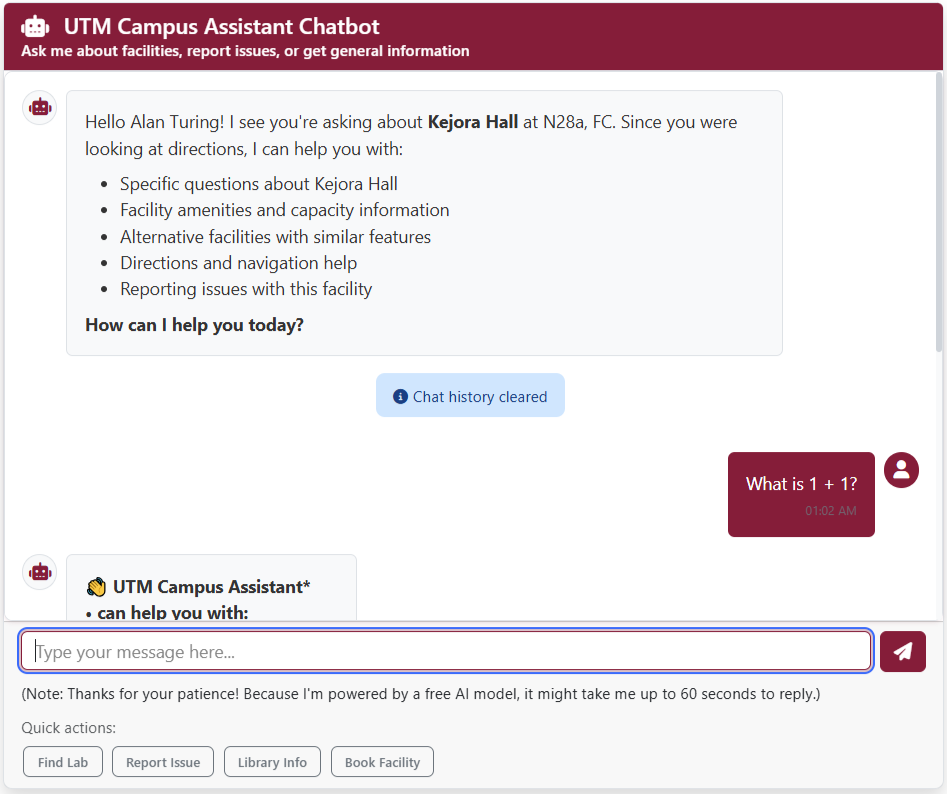 UTM Campus Assistant Chatbot
Ask me about facilities, report issues, or get general information
Hello Alan Turing! I see you're asking about Kejora Hall at N28a, FC. Since you were
looking at directions, I can help you with:
• Specific questions about Kejora Hall
• Facility amenities and capacity information
• Alternative facilities with similar features
• Directions and navigation help
• Reporting issues with this facility
How can I help you today?
Chat history cleared
What is 1 + 1?
01:02 AM
👋 UTM Campus Assistant*
• can help you with:
Type your message here...
(Note: Thanks for your patience! Because I'm powered by a free AI model, it might take me up to 60 seconds to reply.)
Quick actions:
Find Lab
Report Issue
Library Info
Book Facility